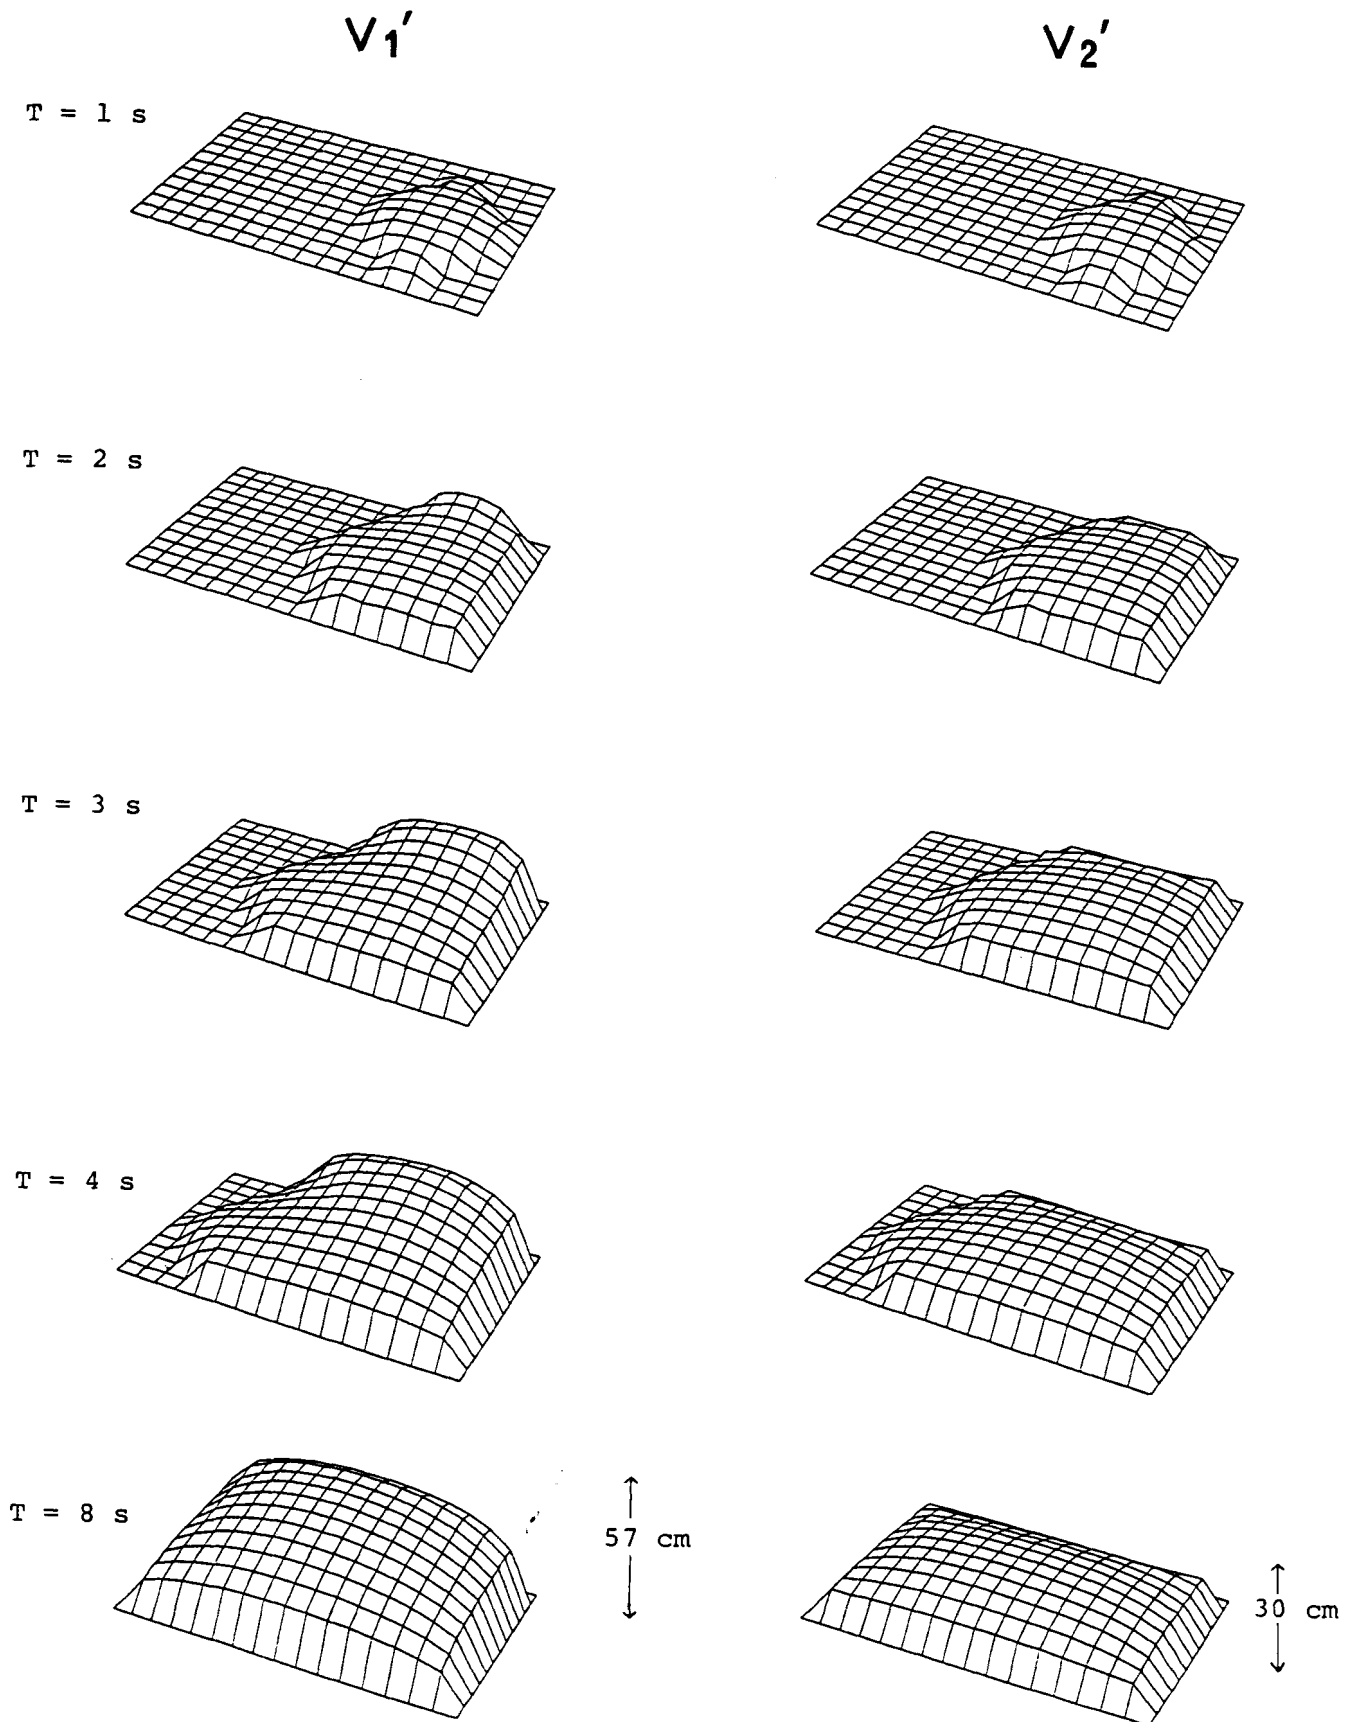 V₁′
V₂′
T = 1 s
T = 2 s
T = 3 s
T = 4 s
T = 8 s
57 cm
30 cm